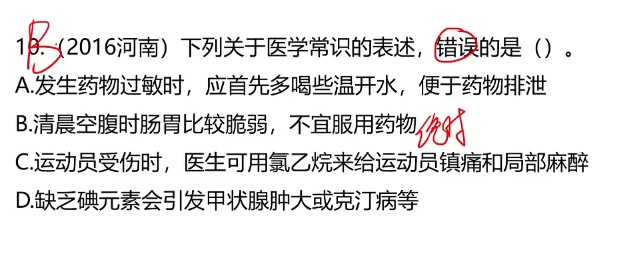 B
10.（2016河南）下列关于医学常识的表述，错误的是（）。
A.发生药物过敏时，应首先多喝些温开水，便于药物排泄
B.清晨空腹时肠胃比较脆弱，不宜服用药物 绝对
C.运动员受伤时，医生可用氯乙烷来给运动员镇痛和局部麻醉
D.缺乏碘元素会引发甲状腺肿大或克汀病等